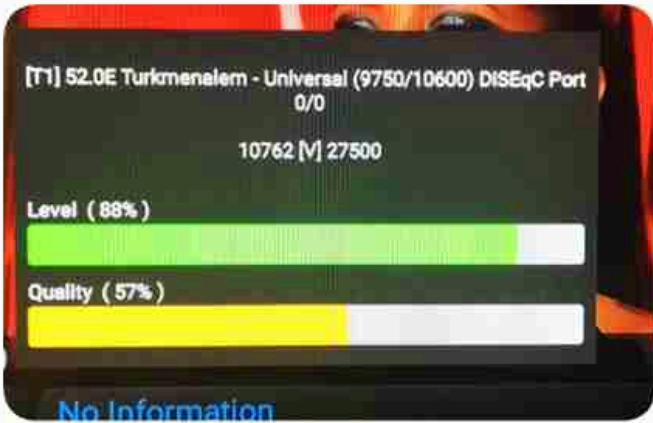 [T1] 52.0E Turkmenalem - Universal (9750/10600) DiSEqC Port
0/0
10762 [V] 27500
Level ( 88% )
Quality ( 57% )
No Information